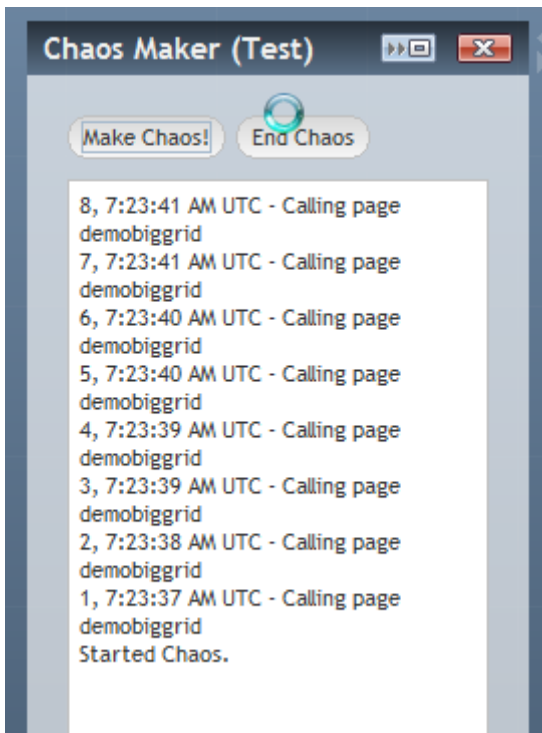 Chaos Maker (Test)
Make Chaos!
End Chaos
8, 7:23:41 AM UTC - Calling page
demobiggrid
7, 7:23:41 AM UTC - Calling page
demobiggrid
6, 7:23:40 AM UTC - Calling page
demobiggrid
5, 7:23:40 AM UTC - Calling page
demobiggrid
4, 7:23:39 AM UTC - Calling page
demobiggrid
3, 7:23:39 AM UTC - Calling page
demobiggrid
2, 7:23:38 AM UTC - Calling page
demobiggrid
1, 7:23:37 AM UTC - Calling page
demobiggrid
Started Chaos.